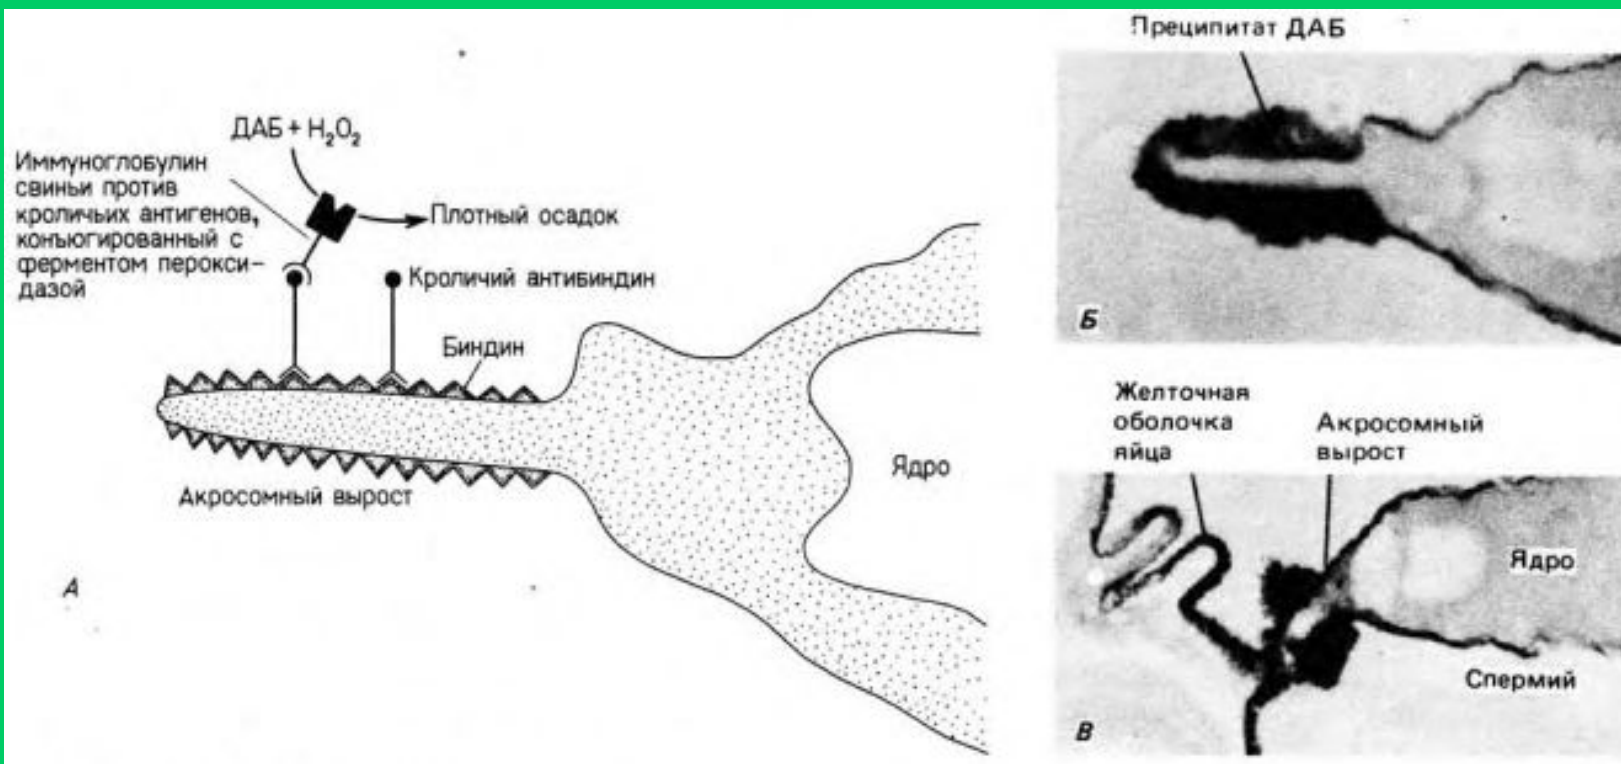 ДАБ + H₂O₂
Иммуноглобулин
свиньи против
кроличьих антигенов,
конъюгированный с
ферментом перокси-
дазой
Плотный осадок
Кроличий антибиндин
Биндин
Акросомный вырост
Ядро
А
Преципитат ДАБ
Б
Желточная
оболочка
яйца
Акросомный
вырост
Ядро
Спермий
В